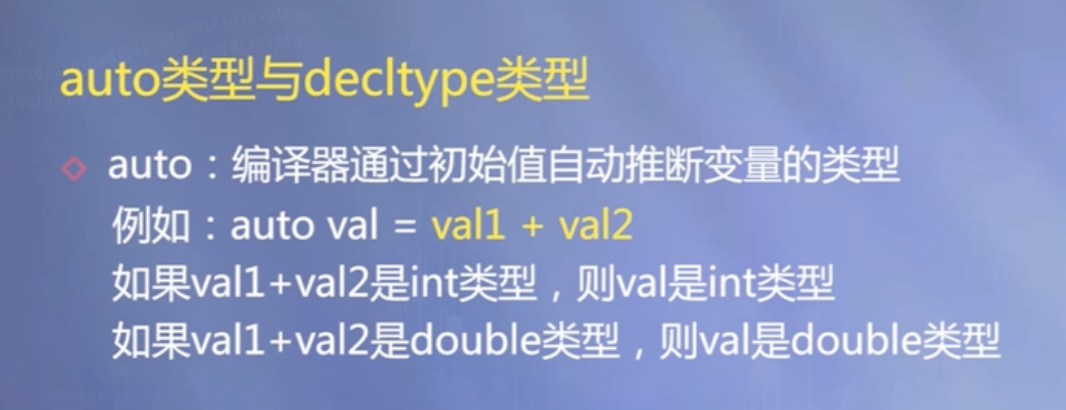 auto类型与decltype类型
auto：编译器通过初始值自动推断变量的类型
例如：auto val = val1 + val2
如果val1+val2是int类型，则val是int类型
如果val1+val2是double类型，则val是double类型